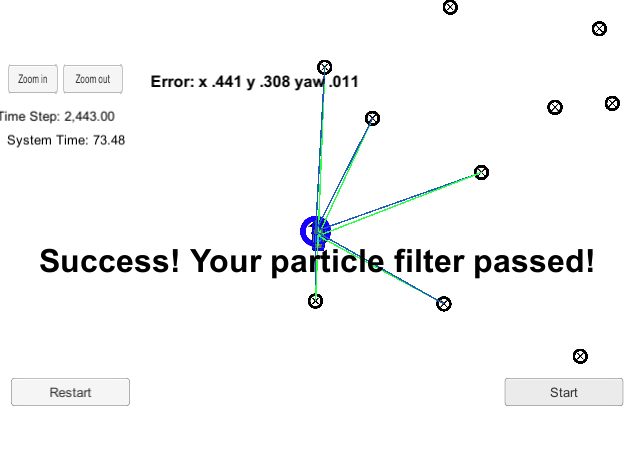 Zoom in
Zoom out
Error: x .441 y .308 yaw .011
Time Step: 2,443.00
System Time: 73.48
Success! Your particle filter passed!
Restart
Start